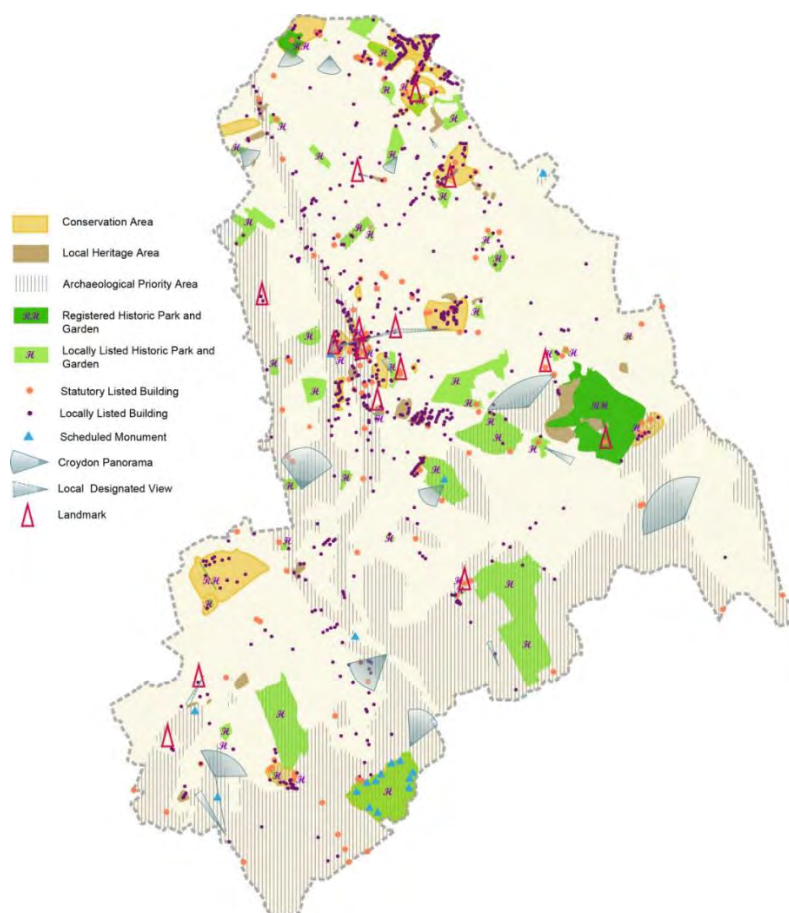 Conservation Area
Local Heritage Area
Archaeological Priority Area
Registered Historic Park and
Garden
Locally Listed Historic Park and
Garden
Statutory Listed Building
Locally Listed Building
Scheduled Monument
Croydon Panorama
Local Designated View
Landmark